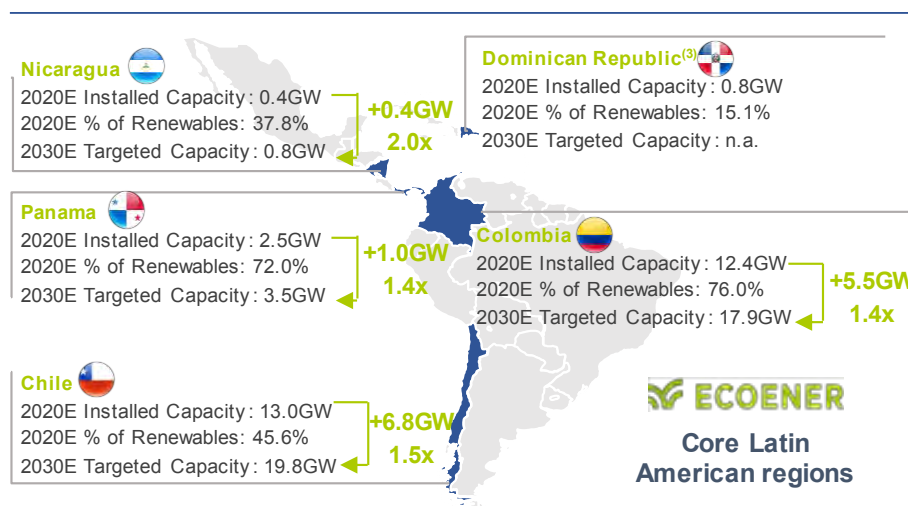 Nicaragua
2020E Installed Capacity: 0.4GW
2020E % of Renewables: 37.8%
2030E Targeted Capacity: 0.8GW
+0.4GW
2.0x
Dominican Republic(3)
2020E Installed Capacity: 0.8GW
2020E % of Renewables: 15.1%
2030E Targeted Capacity: n.a.
Panama
2020E Installed Capacity: 2.5GW
2020E % of Renewables: 72.0%
2030E Targeted Capacity: 3.5GW
+1.0GW
1.4x
Colombia
2020E Installed Capacity: 12.4GW
2020E % of Renewables: 76.0%
2030E Targeted Capacity: 17.9GW
+5.5GW
1.4x
Chile
2020E Installed Capacity: 13.0GW
2020E % of Renewables: 45.6%
2030E Targeted Capacity: 19.8GW
+6.8GW
1.5x
ECOENER
Core Latin
American regions